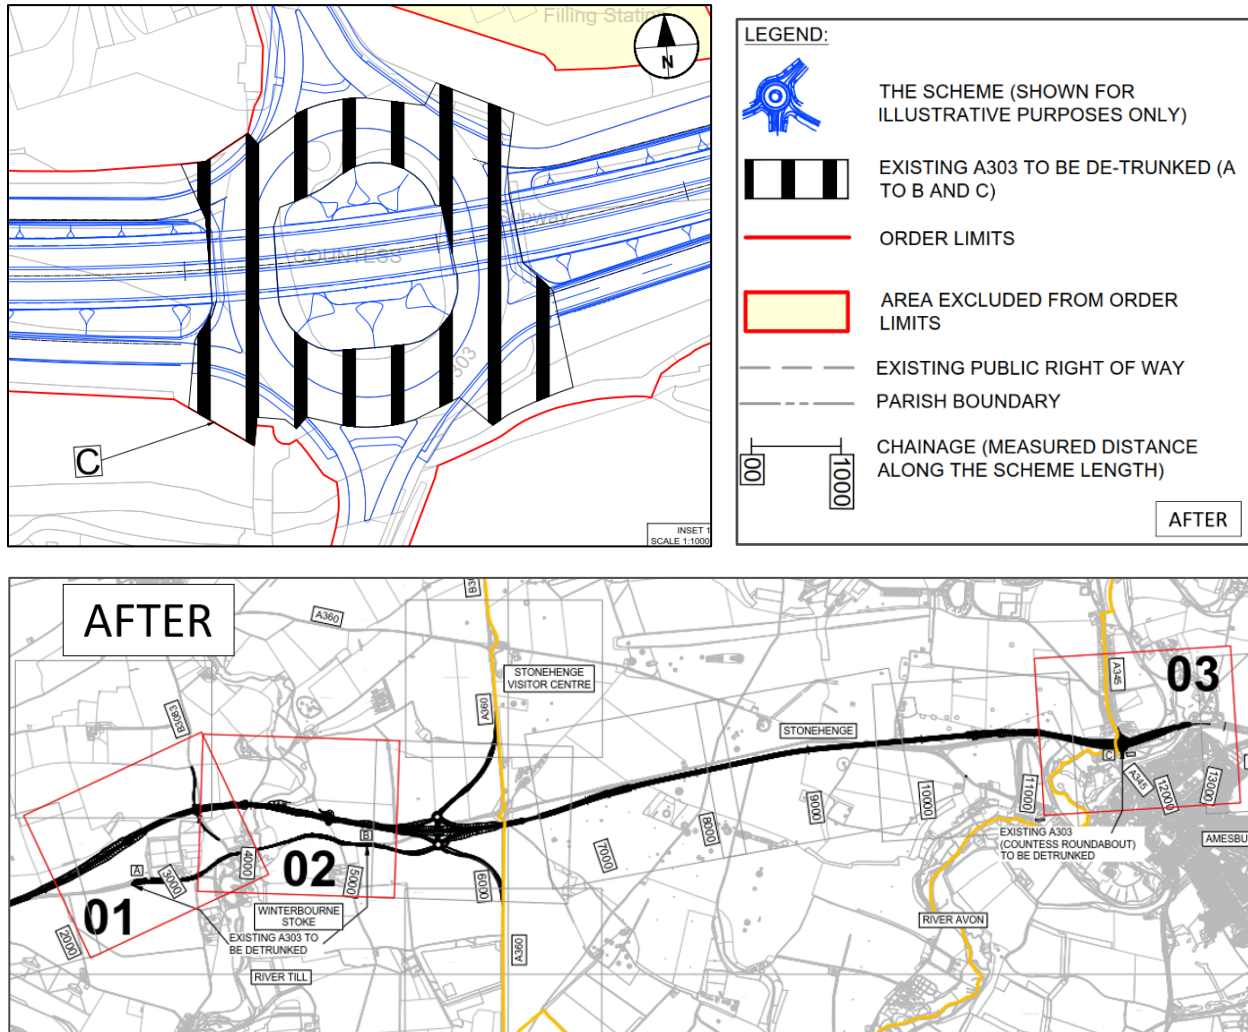 Filling Station
N
Subway
COUNTESS
303
C
INSET 1
SCALE 1:1000
LEGEND:
THE SCHEME (SHOWN FOR
ILLUSTRATIVE PURPOSES ONLY)
EXISTING A303 TO BE DE-TRUNKED (A
TO B AND C)
ORDER LIMITS
AREA EXCLUDED FROM ORDER
LIMITS
EXISTING PUBLIC RIGHT OF WAY
PARISH BOUNDARY
CHAINAGE (MEASURED DISTANCE
ALONG THE SCHEME LENGTH)
00
1000
AFTER
AFTER
A360
B3083
STONEHENGE
VISITOR CENTRE
A360
STONEHENGE
A345
03
C
A345
A
B
01
02
2000
3000
4000
5000
6000
7000
8000
9000
10000
11000
12000
13000
WINTERBOURNE
STOKE
EXISTING A303 TO
BE DETRUNKED
RIVER TILL
A360
EXISTING A303
(COUNTESS ROUNDABOUT)
TO BE DETRUNKED
AMESBU
RIVER AVON